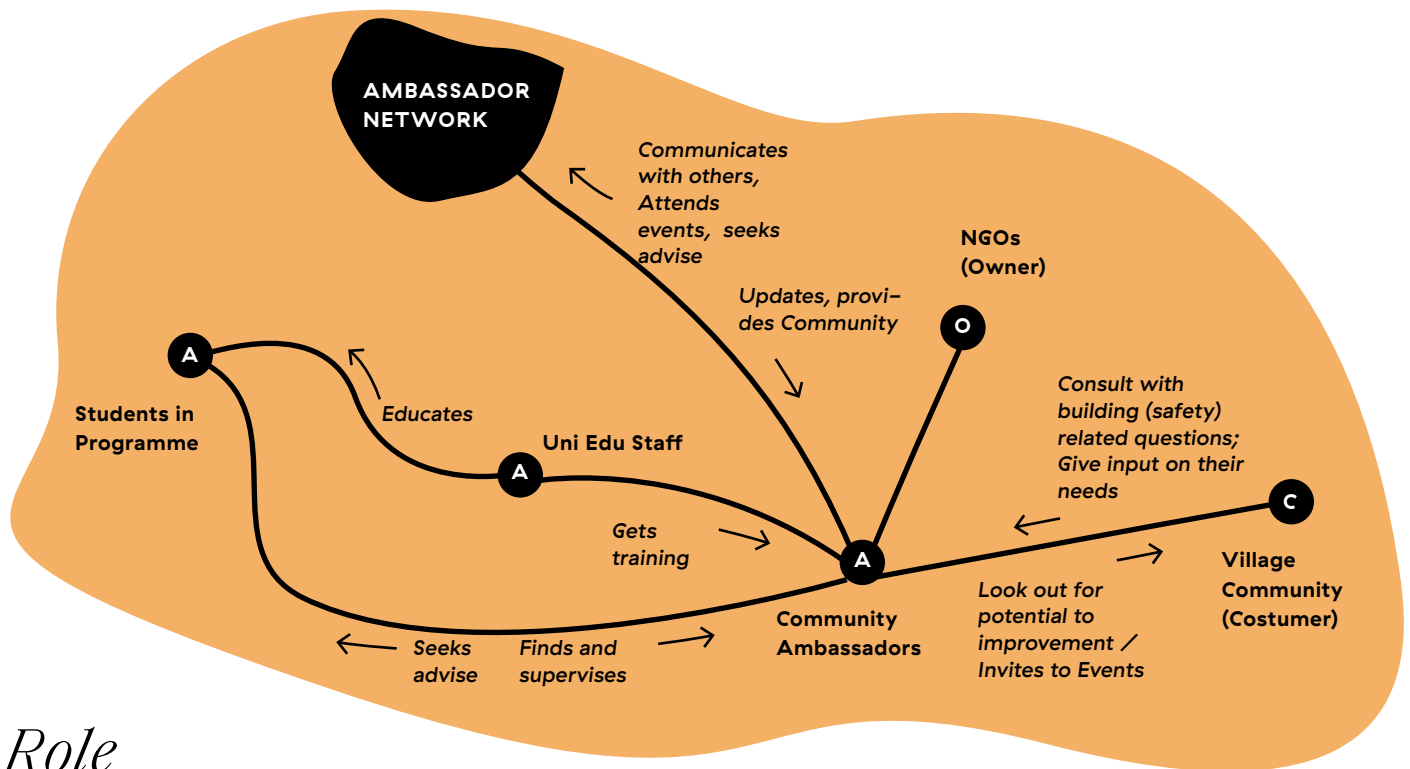 AMBASSADOR
NETWORK
Communicates
with others,
Attends
events, seeks
advise
NGOs
(Owner)
O
Updates, provi-
des Community
A
Students in
Programme
Educates
Uni Edu Staff
A
Gets
training
Consult with
building (safety)
related questions;
Give input on their
needs
C
Village
Community
(Costumer)
A
Community
Ambassadors
Look out for
potential to
improvement /
Invites to Events
Seeks
advise
Finds and
supervises
Role